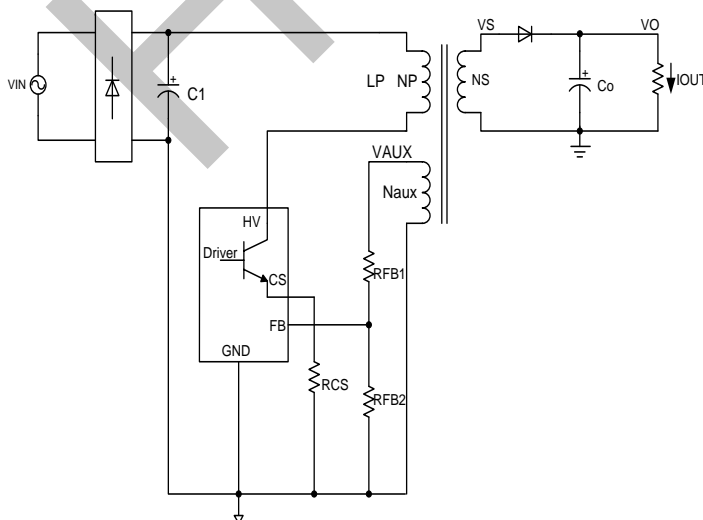 VS
VO
VIN
C1
LP
NP
NS
Co
IOUT
VAUX
Naux
HV
Driver
CS
RFB1
FB
GND
RCS
RFB2